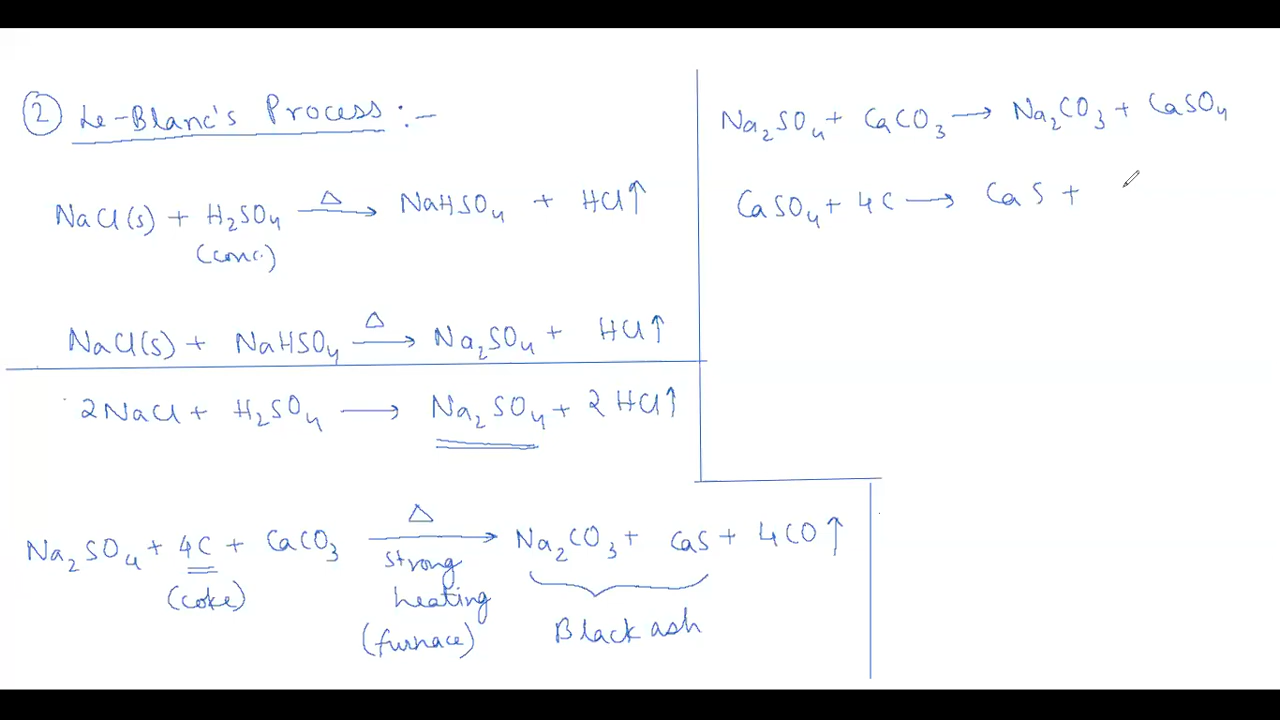 ② Le-Blanc's Process :-
NaCl(s) + H₂SO₄ —Δ→ NaHSO₄ + HCl↑
(conc.)
NaCl(s) + NaHSO₄ —Δ→ Na₂SO₄ + HCl↑
2NaCl + H₂SO₄ → Na₂SO₄ + 2HCl↑
Na₂SO₄ + 4C + CaCO₃ —Δ→ Na₂CO₃ + CaS + 4CO↑
(coke)
strong
heating
(furnace)
Black ash
Na₂SO₄ + CaCO₃ → Na₂CO₃ + CaSO₄
CaSO₄ + 4C → CaS +